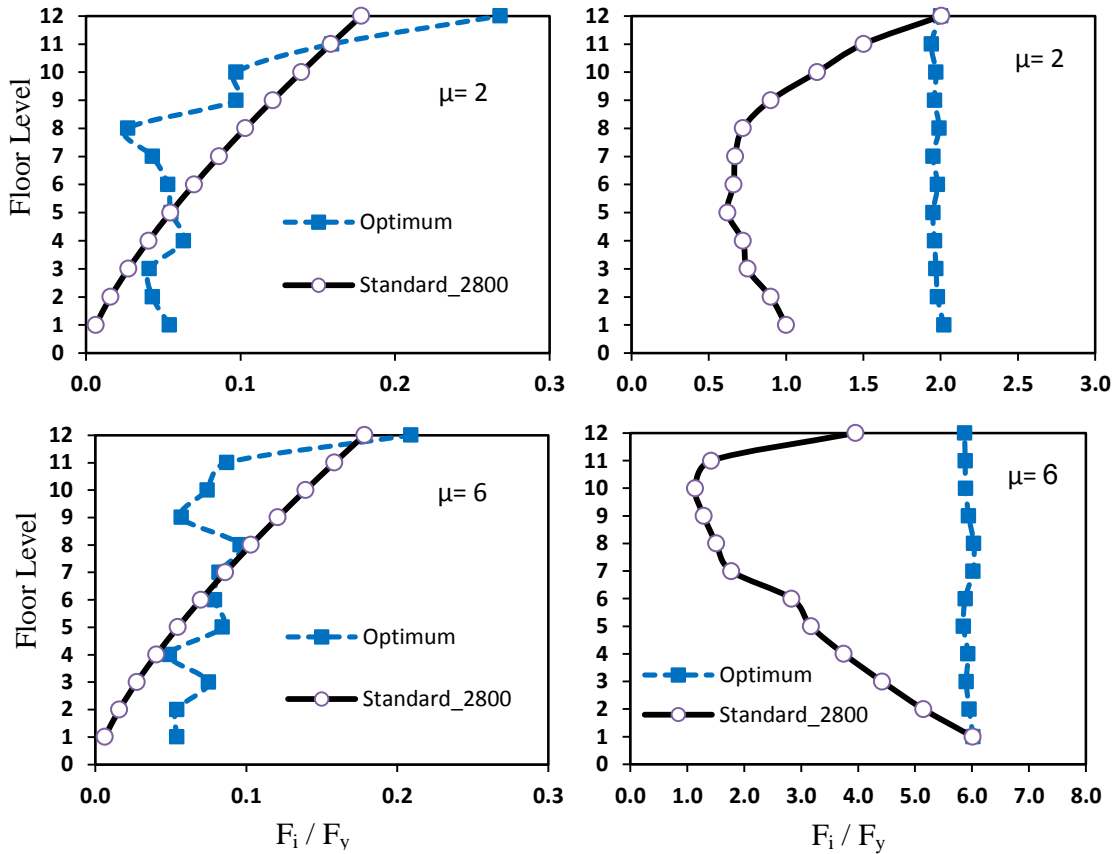 12
11
10
9
8
7
6
5
4
3
2
1
0
Floor Level
μ= 2
Optimum
Standard_2800
0.0 0.1 0.2 0.3
12
11
10
9
8
7
6
5
4
3
2
1
0
μ= 2
0.0 0.5 1.0 1.5 2.0 2.5 3.0
12
11
10
9
8
7
6
5
4
3
2
1
0
Floor Level
μ= 6
Optimum
Standard_2800
0.0 0.1 0.2 0.3
F_i / F_y
12
11
10
9
8
7
6
5
4
3
2
1
0
μ= 6
Optimum
Standard_2800
0.0 1.0 2.0 3.0 4.0 5.0 6.0 7.0 8.0
F_i / F_y